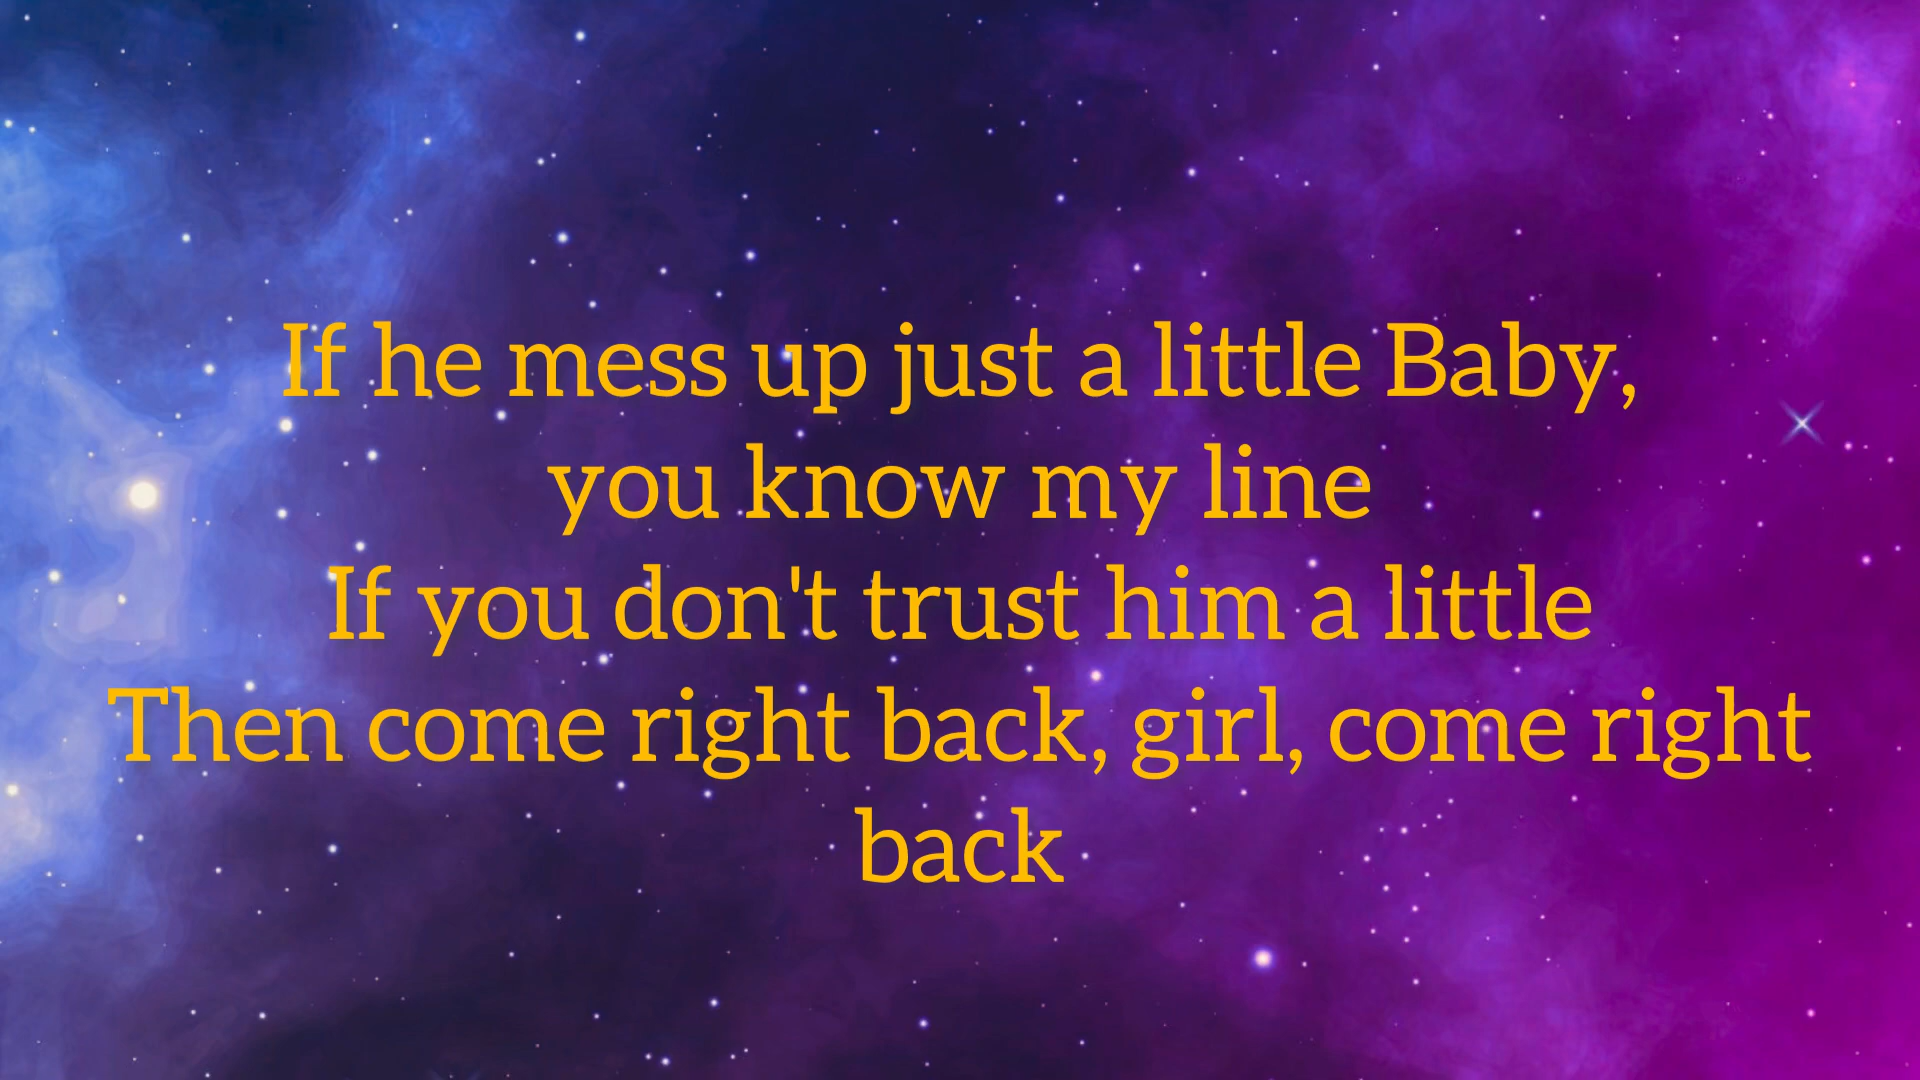 If he mess up just a little Baby,
you know my line
If you don't trust him a little
Then come right back, girl, come right
back